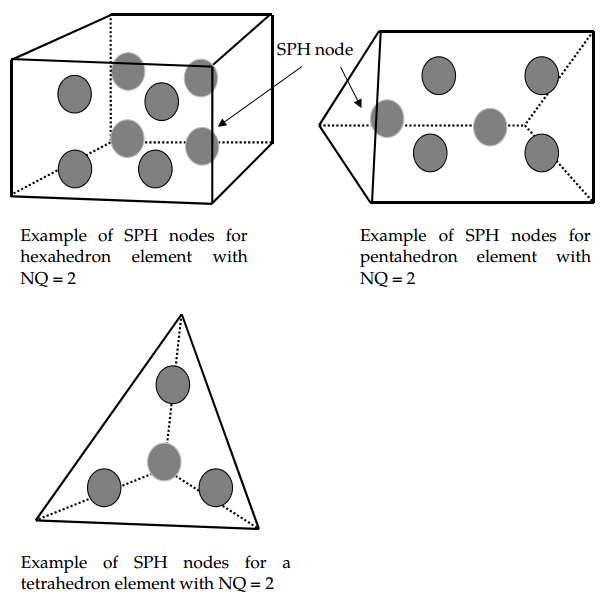 SPH node
Example of SPH nodes for
hexahedron element with
NQ = 2
Example of SPH nodes for
pentahedron element with
NQ = 2
Example of SPH nodes for a
tetrahedron element with NQ = 2